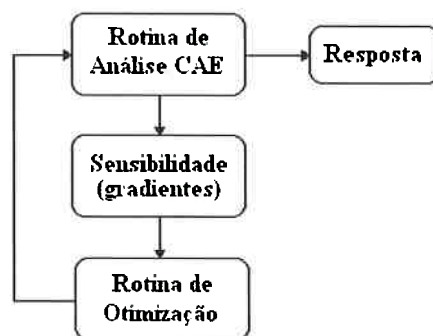 Rotina de
Análise CAE
Resposta
Sensibilidade
(gradientes)
Rotina de
Otimização